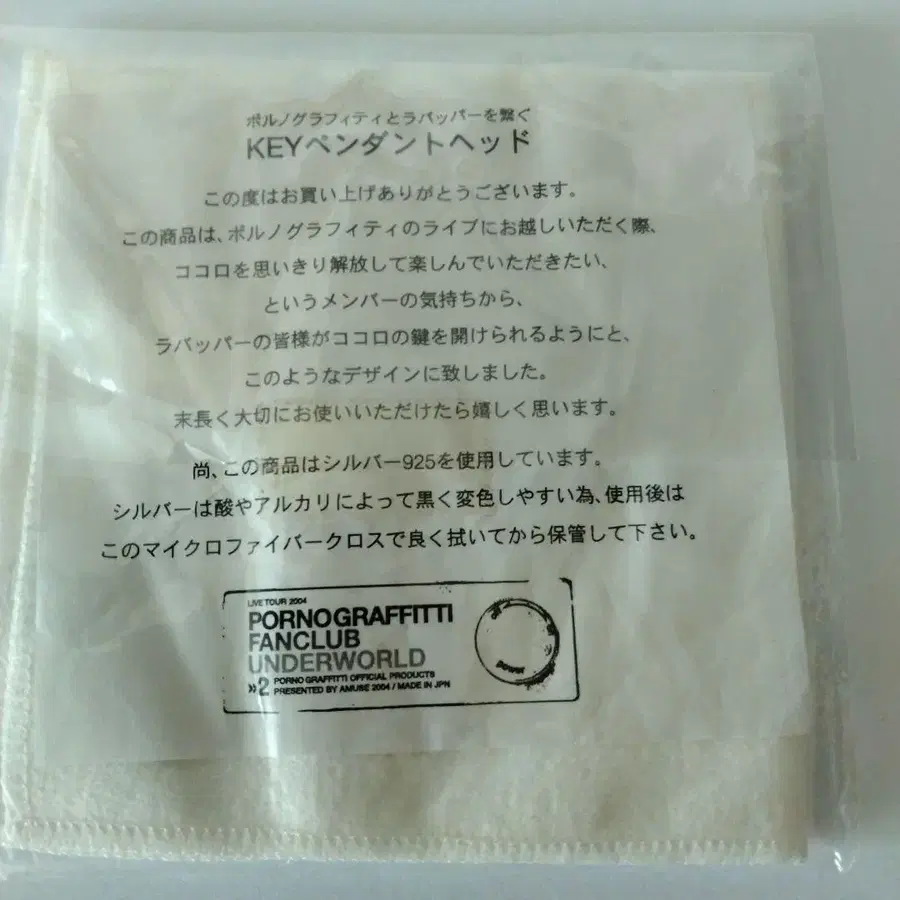 ポルノグラフィティとラバッパーを繋ぐ
KEYペンダントヘッド
この度はお買い上げありがとうございます。
この商品は、ポルノグラフィティのライブにお越しいただく際、
ココロを思いきり解放して楽しんでいただきたい、
というメンバーの気持ちから、
ラバッパーの皆様がココロの鍵を開けられるようにと、
このようなデザインに致しました。
末長く大切にお使いいただけたら嬉しく思います。
尚、この商品はシルバー925を使用しています。
シルバーは酸やアルカリによって黒く変色しやすい為、使用後は
このマイクロファイバークロスで良く拭いてから保管して下さい。
LIVE TOUR 2004
PORNOGRAFFITTI
FANCLUB
UNDERWORLD
»2 PORNO GRAFFITTI OFFICIAL PRODUCTS
PRESENTED BY AMUSE 2004 / MADE IN JPN
power